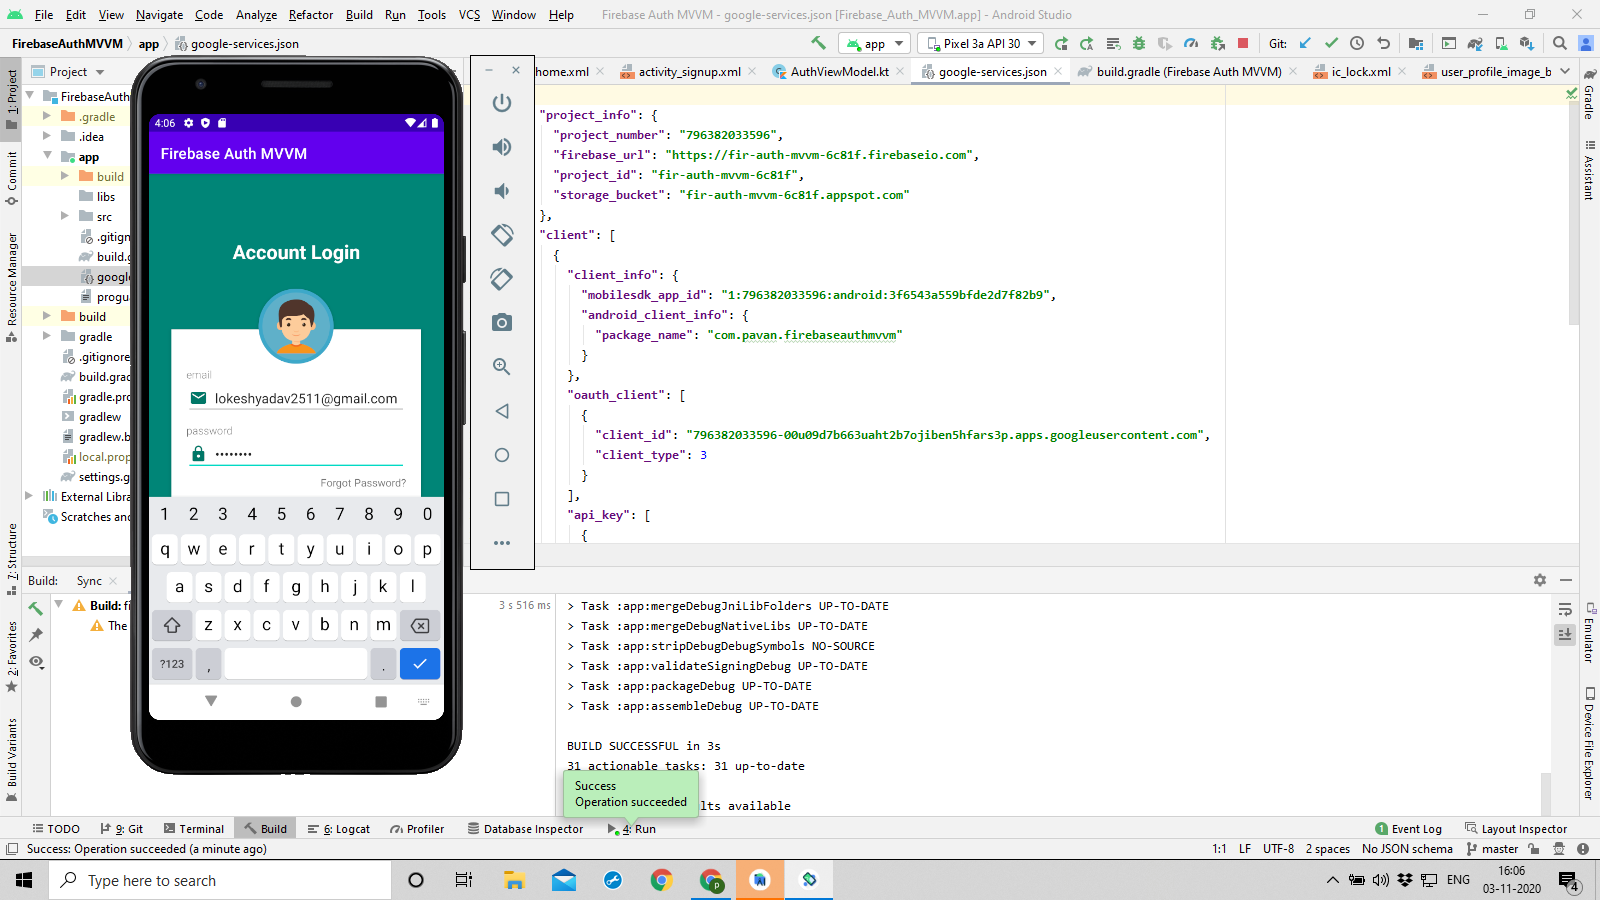 File Edit View Navigate Code Analyze Refactor Build Run Tools VCS Window Help Firebase Auth MVVM - google-services.json [Firebase_Auth_MVVM.app] - Android Studio
FirebaseAuthMVVM app google-services.json app Pixel 3a API 30 Git:
Project home.xml activity_signup.xml AuthViewModel.kt google-services.json build.gradle (Firebase Auth MVVM) ic_lock.xml user_profile_image_b
1: Project
Commit
Resource Manager
7: Structure
2: Favorites
Build Variants
FirebaseAuth
.gradle
.idea
app
build
libs
src
.gitign
build.g
google
progua
build
gradle
.gitignore
build.grad
gradle.pro
gradlew
gradlew.b
local.prop
settings.g
External Libra
Scratches and
4:06
Firebase Auth MVVM
Account Login
email
lokeshyadav2511@gmail.com
password
••••••••
Forgot Password?
1 2 3 4 5 6 7 8 9 0
q w e r t y u i o p
a s d f g h j k l
z x c v b n m
?123 , .
"project_info": {
"project_number": "796382033596",
"firebase_url": "https://fir-auth-mvvm-6c81f.firebaseio.com",
"project_id": "fir-auth-mvvm-6c81f",
"storage_bucket": "fir-auth-mvvm-6c81f.appspot.com"
},
"client": [
{
"client_info": {
"mobilesdk_app_id": "1:796382033596:android:3f6543a559bfde2d7f82b9",
"android_client_info": {
"package_name": "com.pavan.firebaseauthmvvm"
}
},
"oauth_client": [
{
"client_id": "796382033596-00u09d7b663uaht2b7ojiben5hfars3p.apps.googleusercontent.com",
"client_type": 3
}
],
"api_key": [
{
Gradle
Assistant
Emulator
Device File Explorer
Build: Sync
Build: fi
The
3 s 516 ms
> Task :app:mergeDebugJniLibFolders UP-TO-DATE
> Task :app:mergeDebugNativeLibs UP-TO-DATE
> Task :app:stripDebugDebugSymbols NO-SOURCE
> Task :app:validateSigningDebug UP-TO-DATE
> Task :app:packageDebug UP-TO-DATE
> Task :app:assembleDebug UP-TO-DATE
BUILD SUCCESSFUL in 3s
31 actionable tasks: 31 up-to-date
lts available
Success
Operation succeeded
TODO 9: Git Terminal Build 6: Logcat Profiler Database Inspector 4: Run 1 Event Log Layout Inspector
Success: Operation succeeded (a minute ago) 1:1 LF UTF-8 2 spaces No JSON schema master
Type here to search ENG 16:06
03-11-2020 4